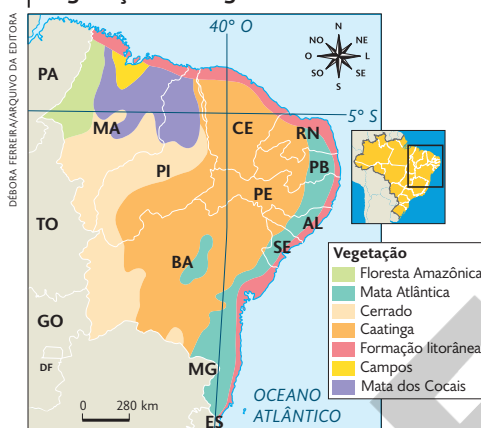 DÉBORA FERREIRA/ARQUIVO DA EDITORA
40° O
N
NO NE
O L
SO SE
S
PA
5° S
MA
CE
RN
PI
PB
PE
TO
AL
SE
BA
GO
DF
MG
ES
0 280 km
OCEANO
ATLÂNTICO
Vegetação
Floresta Amazônica
Mata Atlântica
Cerrado
Caatinga
Formação litorânea
Campos
Mata dos Cocais